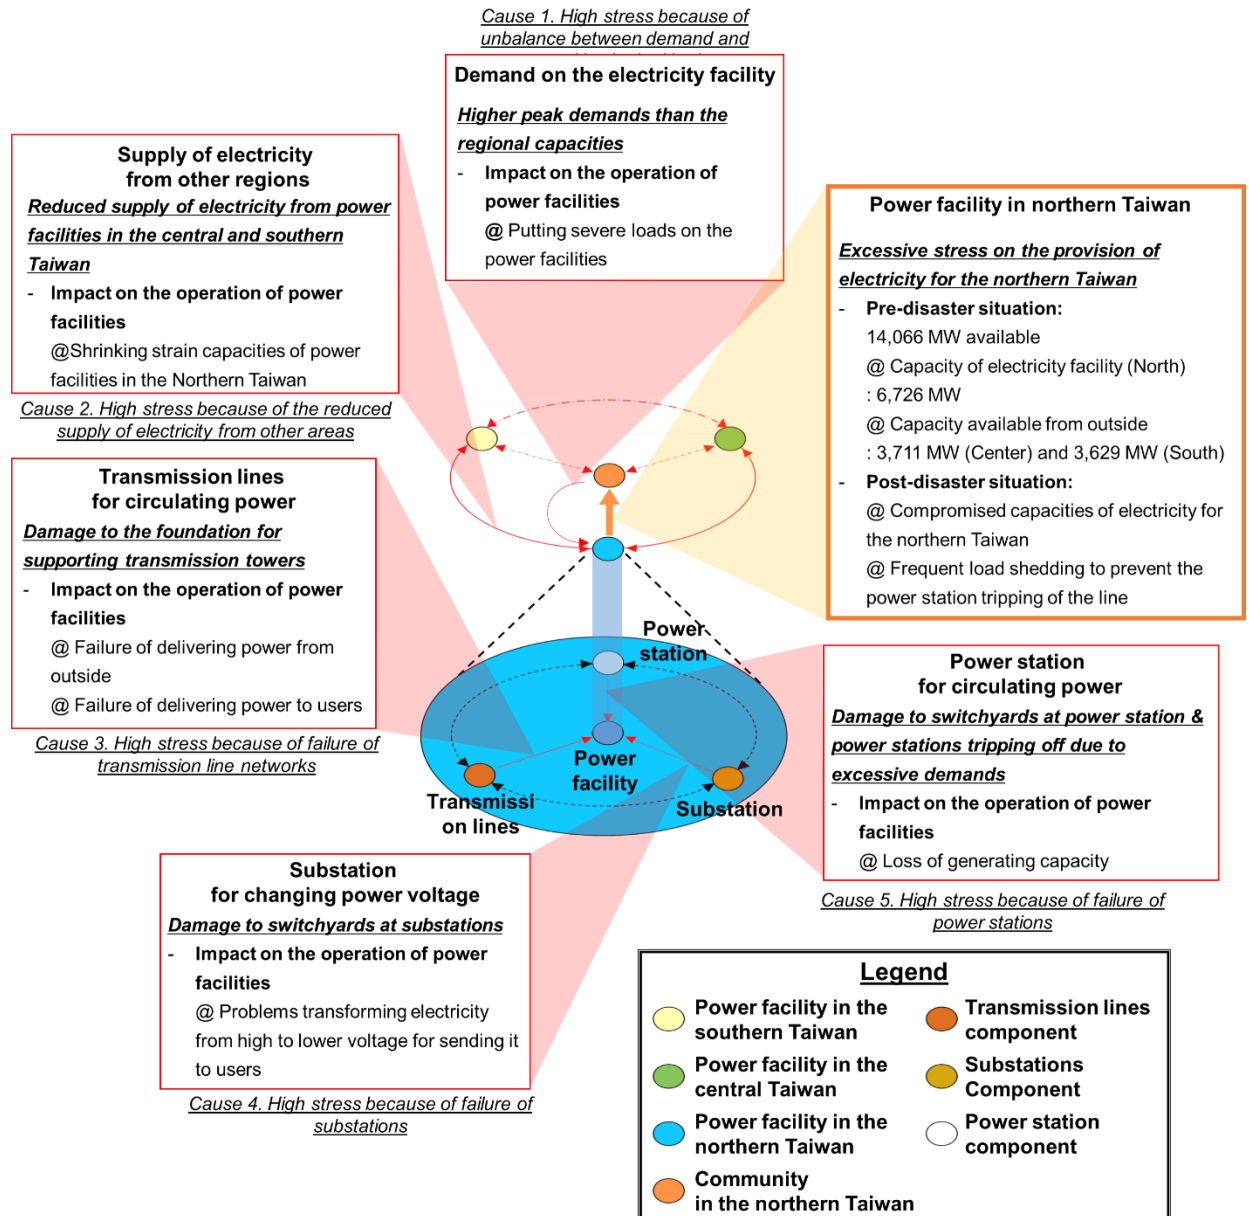 Cause 1. High stress because of
unbalance between demand and
Demand on the electricity facility
Higher peak demands than the
regional capacities
- Impact on the operation of
power facilities
@ Putting severe loads on the
power facilities
Supply of electricity
from other regions
Reduced supply of electricity from power
facilities in the central and southern
Taiwan
- Impact on the operation of power
facilities
@Shrinking strain capacities of power
facilities in the Northern Taiwan
Cause 2. High stress because of the reduced
supply of electricity from other areas
Power facility in northern Taiwan
Excessive stress on the provision of
electricity for the northern Taiwan
- Pre-disaster situation:
14,066 MW available
@ Capacity of electricity facility (North)
: 6,726 MW
@ Capacity available from outside
: 3,711 MW (Center) and 3,629 MW (South)
- Post-disaster situation:
@ Compromised capacities of electricity for
the northern Taiwan
@ Frequent load shedding to prevent the
power station tripping of the line
Transmission lines
for circulating power
Damage to the foundation for
supporting transmission towers
- Impact on the operation of power
facilities
@ Failure of delivering power from
outside
@ Failure of delivering power to users
Cause 3. High stress because of failure of
transmission line networks
Power
station
Power
facility
Transmissi
on lines
Substation
Power station
for circulating power
Damage to switchyards at power station &
power stations tripping off due to
excessive demands
- Impact on the operation of power
facilities
@ Loss of generating capacity
Cause 5. High stress because of failure of
power stations
Substation
for changing power voltage
Damage to switchyards at substations
- Impact on the operation of power
facilities
@ Problems transforming electricity
from high to lower voltage for sending it
to users
Cause 4. High stress because of failure of
substations
Legend
Power facility in the
southern Taiwan
Power facility in the
central Taiwan
Power facility in the
northern Taiwan
Community
in the northern Taiwan
Transmission lines
component
Substations
Component
Power station
component